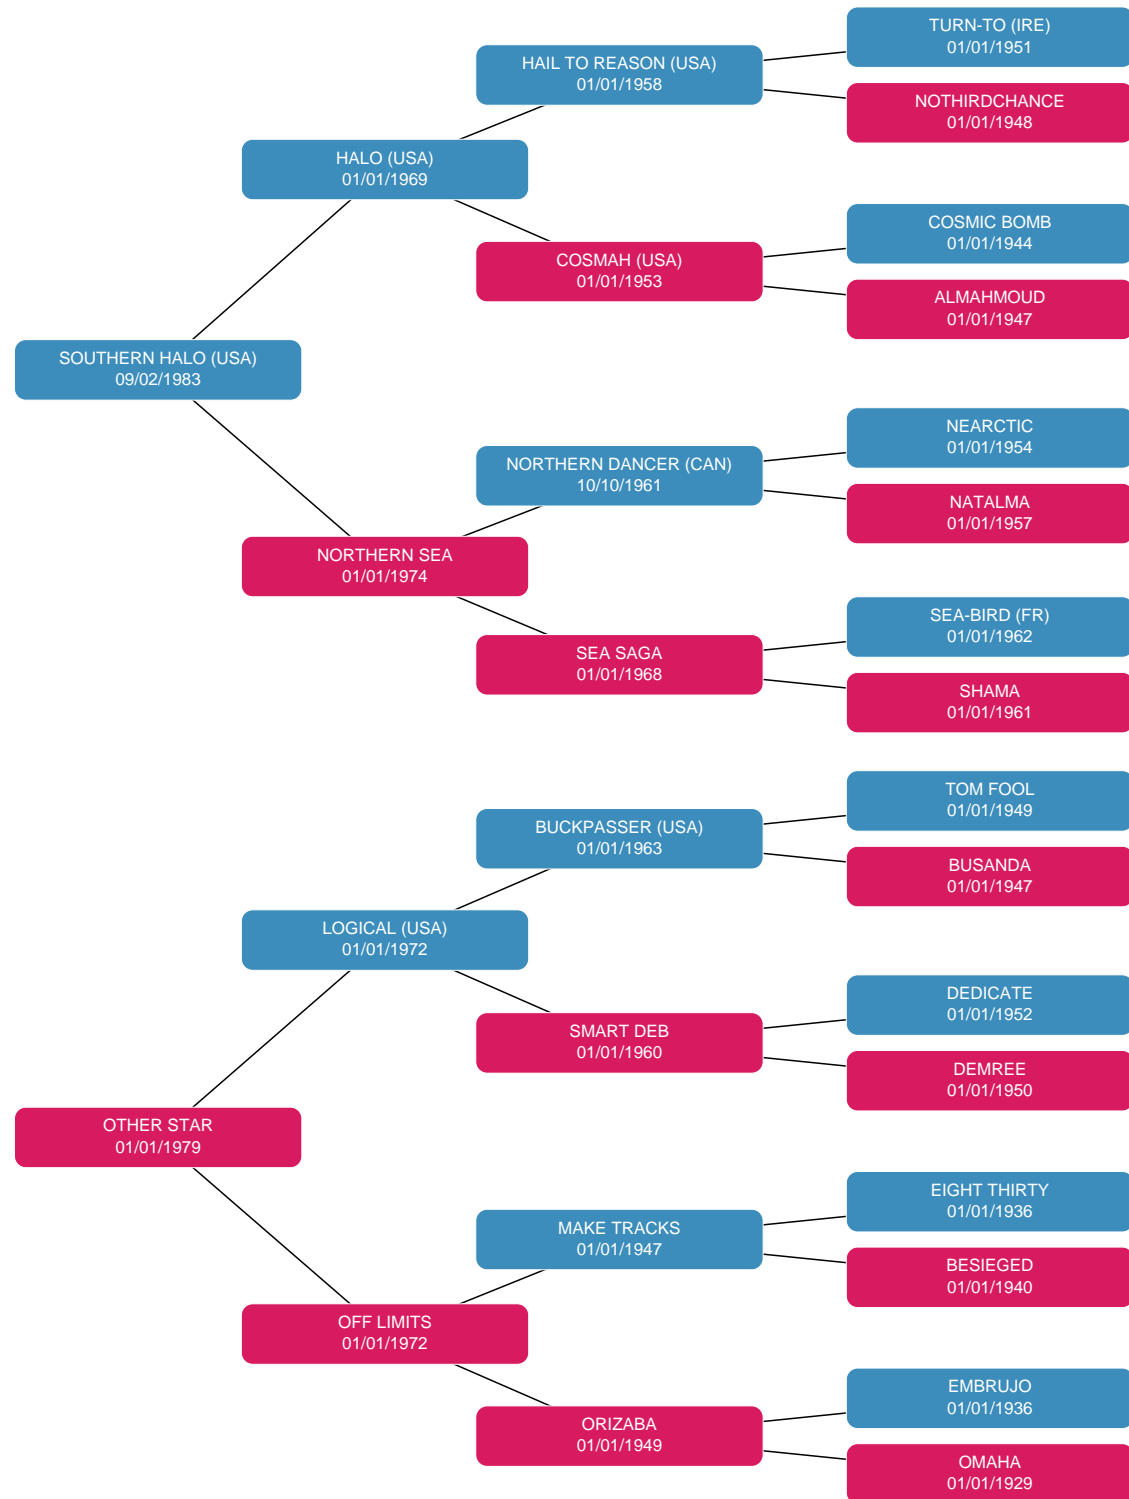 TURN-TO (IRE)
01/01/1951
HAIL TO REASON (USA)
01/01/1958
NOTHIRDCHANCE
01/01/1948
HALO (USA)
01/01/1969
COSMIC BOMB
01/01/1944
COSMAH (USA)
01/01/1953
ALMAHMOUD
01/01/1947
SOUTHERN HALO (USA)
09/02/1983
NEARCTIC
01/01/1954
NORTHERN DANCER (CAN)
10/10/1961
NATALMA
01/01/1957
NORTHERN SEA
01/01/1974
SEA-BIRD (FR)
01/01/1962
SEA SAGA
01/01/1968
SHAMA
01/01/1961
TOM FOOL
01/01/1949
BUCKPASSER (USA)
01/01/1963
BUSANDA
01/01/1947
LOGICAL (USA)
01/01/1972
DEDICATE
01/01/1952
SMART DEB
01/01/1960
DEMREE
01/01/1950
OTHER STAR
01/01/1979
EIGHT THIRTY
01/01/1936
MAKE TRACKS
01/01/1947
BESIEGED
01/01/1940
OFF LIMITS
01/01/1972
EMBRUJO
01/01/1936
ORIZABA
01/01/1949
OMAHA
01/01/1929